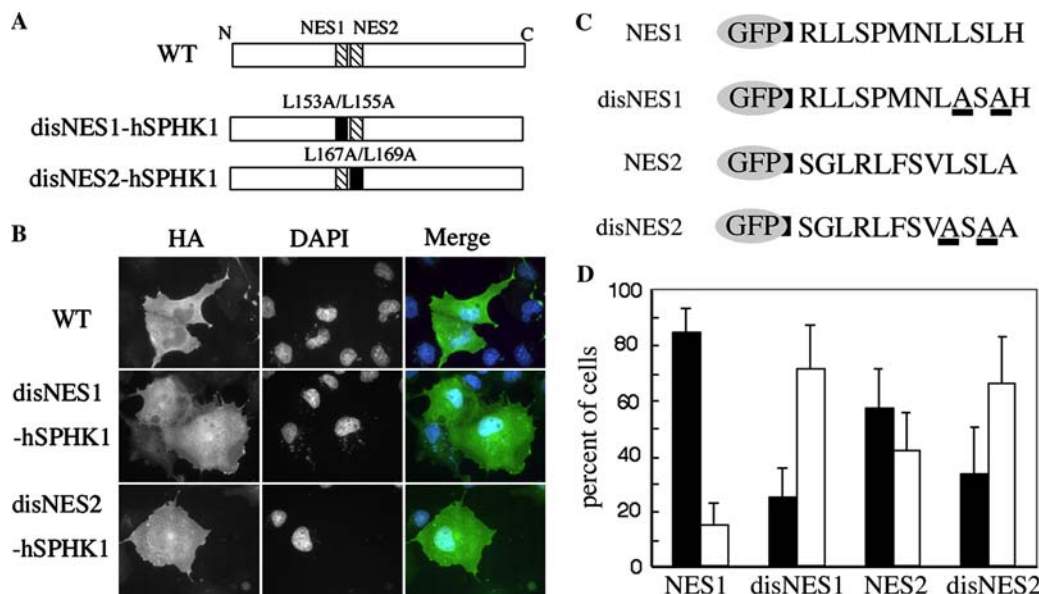 A
N
NES1 NES2
C
WT
L153A/L155A
disNES1-hSPHK1
L167A/L169A
disNES2-hSPHK1
B
HA DAPI Merge
WT
disNES1
-hSPHK1
disNES2
-hSPHK1
C
NES1 GFP RLLSPMNLLSLH
disNES1 GFP RLLSPMNLASAH
NES2 GFP SGLRLFSVLSLA
disNES2 GFP SGLRLFSVASAA
D
percent of cells
100
80
60
40
20
0
NES1 disNES1 NES2 disNES2